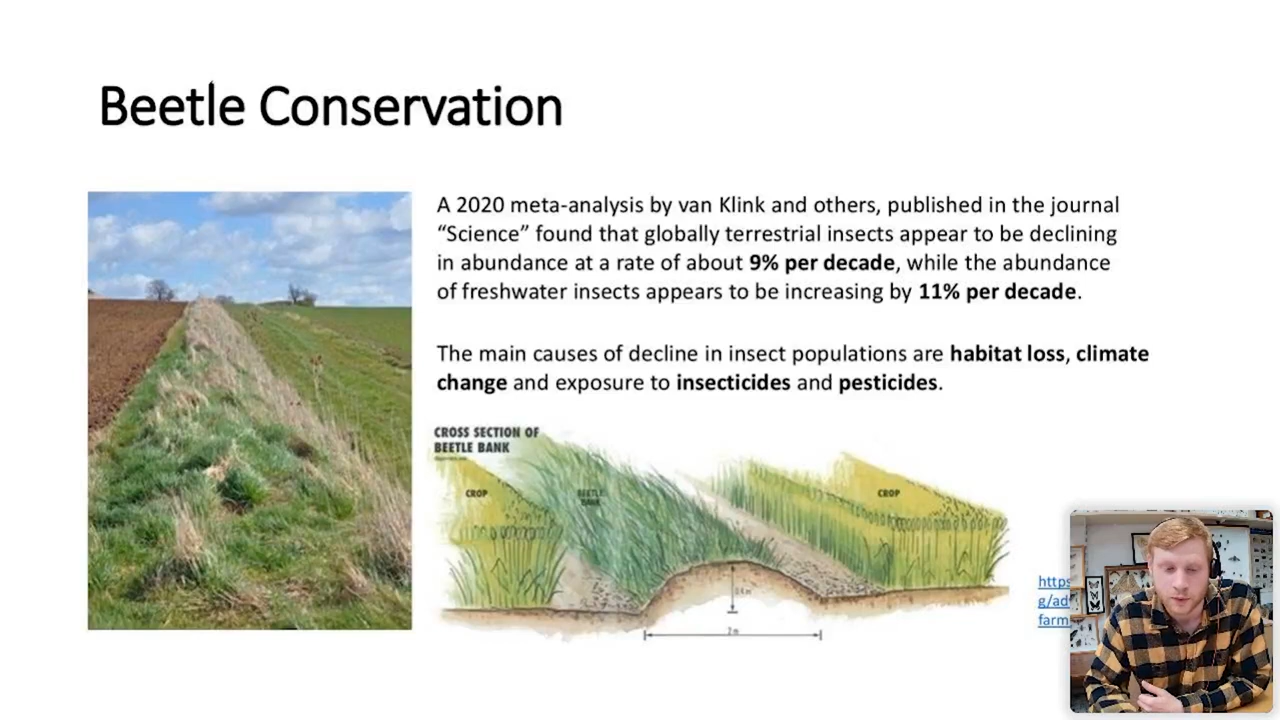 Beetle Conservation
A 2020 meta-analysis by van Klink and others, published in the journal
“Science” found that globally terrestrial insects appear to be declining
in abundance at a rate of about 9% per decade, while the abundance
of freshwater insects appears to be increasing by 11% per decade.
The main causes of decline in insect populations are habitat loss, climate
change and exposure to insecticides and pesticides.
CROSS SECTION OF
BEETLE BANK
CROP
BEETLE
BANK
CROP
2m
https
g/ad
farm